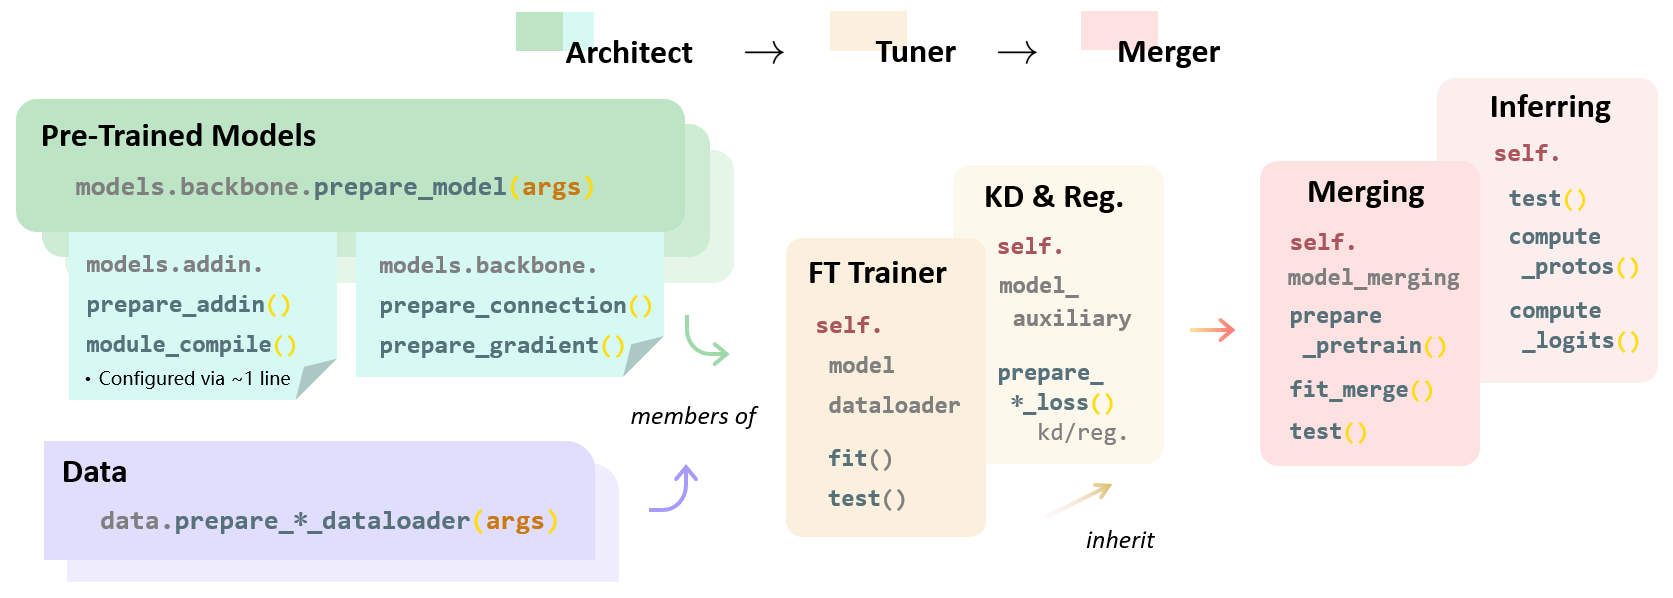 Architect → Tuner → Merger
Pre-Trained Models
models.backbone.prepare_model(args)
models.addin.
prepare_addin()
module_compile()
• Configured via ~1 line
models.backbone.
prepare_connection()
prepare_gradient()
Data
data.prepare_*_dataloader(args)
members of
FT Trainer
self.
model
dataloader
fit()
test()
KD & Reg.
self.
model_
auxiliary
prepare_
*_loss()
kd/reg.
inherit
Merging
self.
model_merging
prepare
_pretrain()
fit_merge()
test()
Inferring
self.
test()
compute
_protos()
compute
_logits()